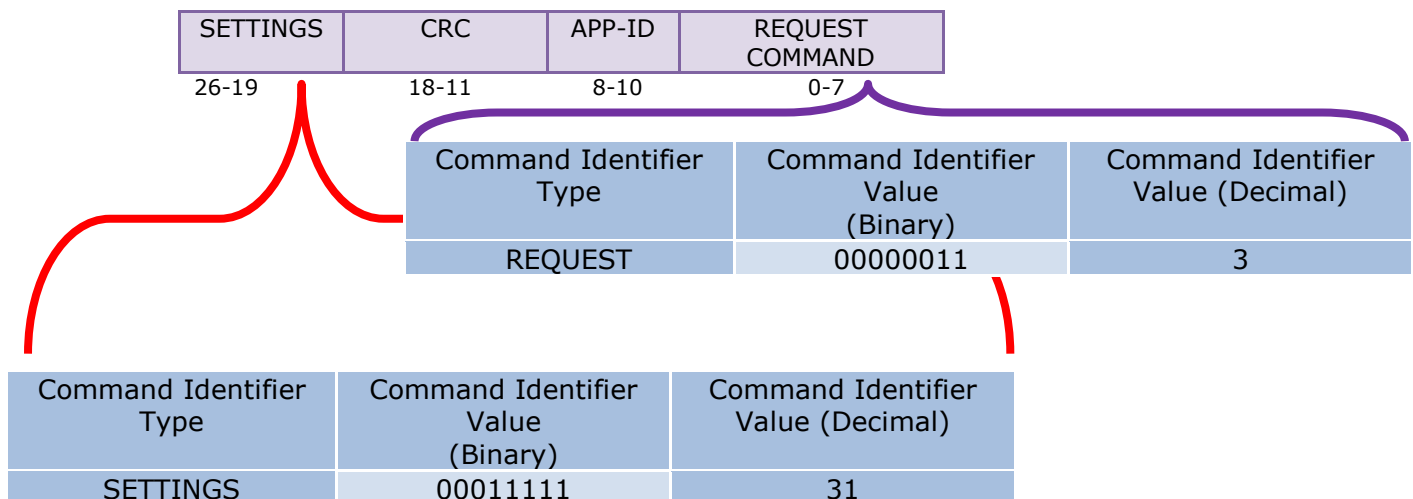 SETTINGS CRC APP-ID REQUEST
COMMAND
26-19 18-11 8-10 0-7
Command Identifier Command Identifier Command Identifier
Type Value Value (Decimal)
(Binary)
REQUEST 00000011 3
Command Identifier Command Identifier Command Identifier
Type Value Value (Decimal)
(Binary)
SETTINGS 00011111 31